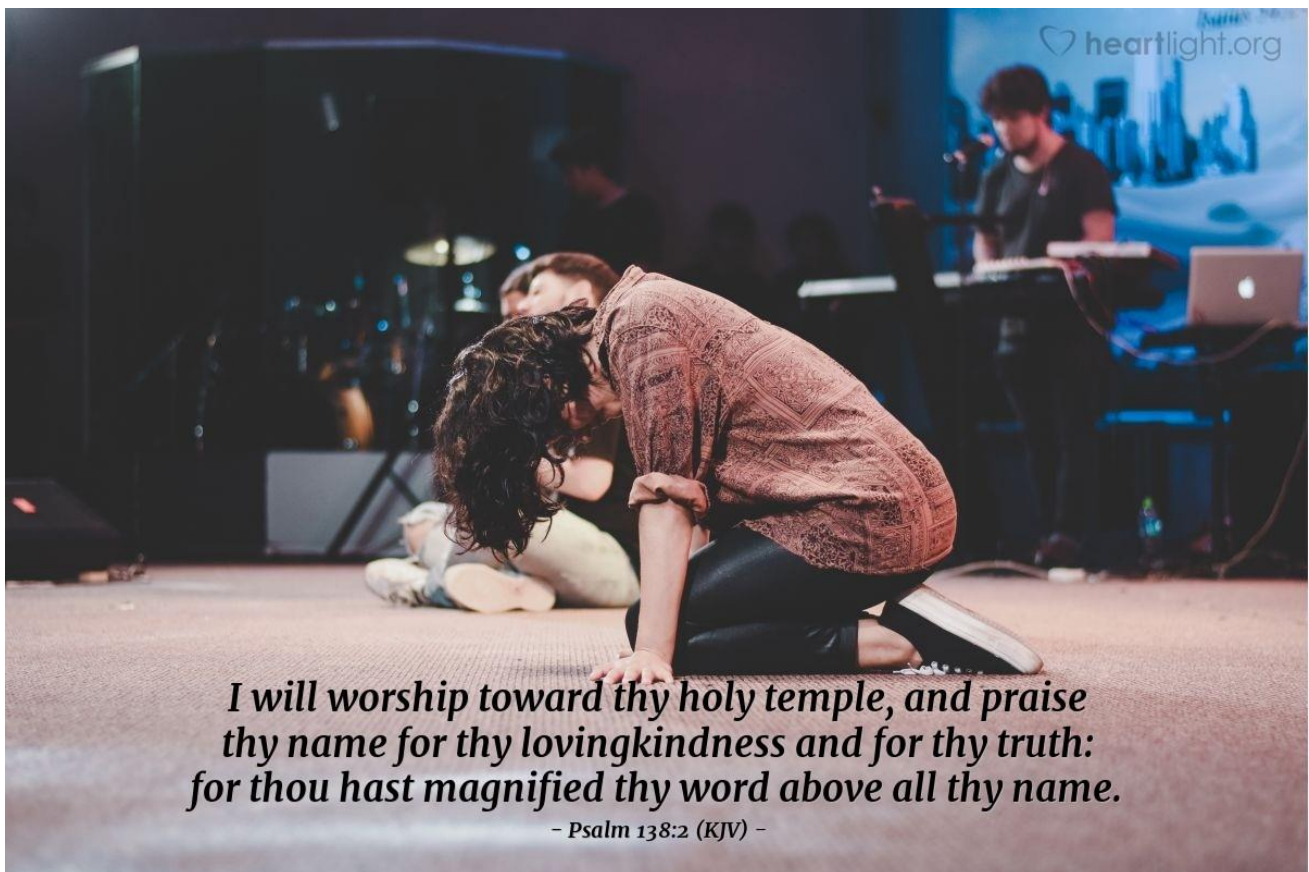 heartlight.org
I will worship toward thy holy temple, and praise
thy name for thy lovingkindness and for thy truth:
for thou hast magnified thy word above all thy name.
- Psalm 138:2 (KJV) -